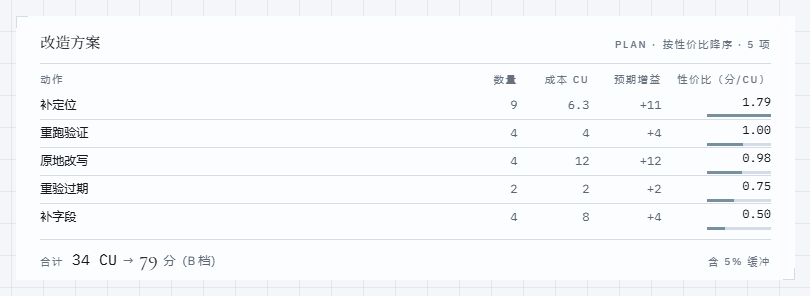 改造方案 PLAN · 按性价比降序 · 5 项
动作 数量 成本 CU 预期增益 性价比（分/CU）
补定位 9 6.3 +11 1.79
重跑验证 4 4 +4 1.00
原地改写 4 12 +12 0.98
重验过期 2 2 +2 0.75
补字段 4 8 +4 0.50
合计 34 CU → 79 分（B 档） 含 5% 缓冲